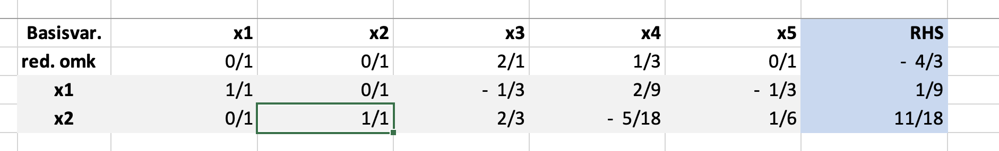 Basisvar. x1 x2 x3 x4 x5 RHS
red. omk 0/1 0/1 2/1 1/3 0/1 - 4/3
x1 1/1 0/1 - 1/3 2/9 - 1/3 1/9
x2 0/1 1/1 2/3 - 5/18 1/6 11/18